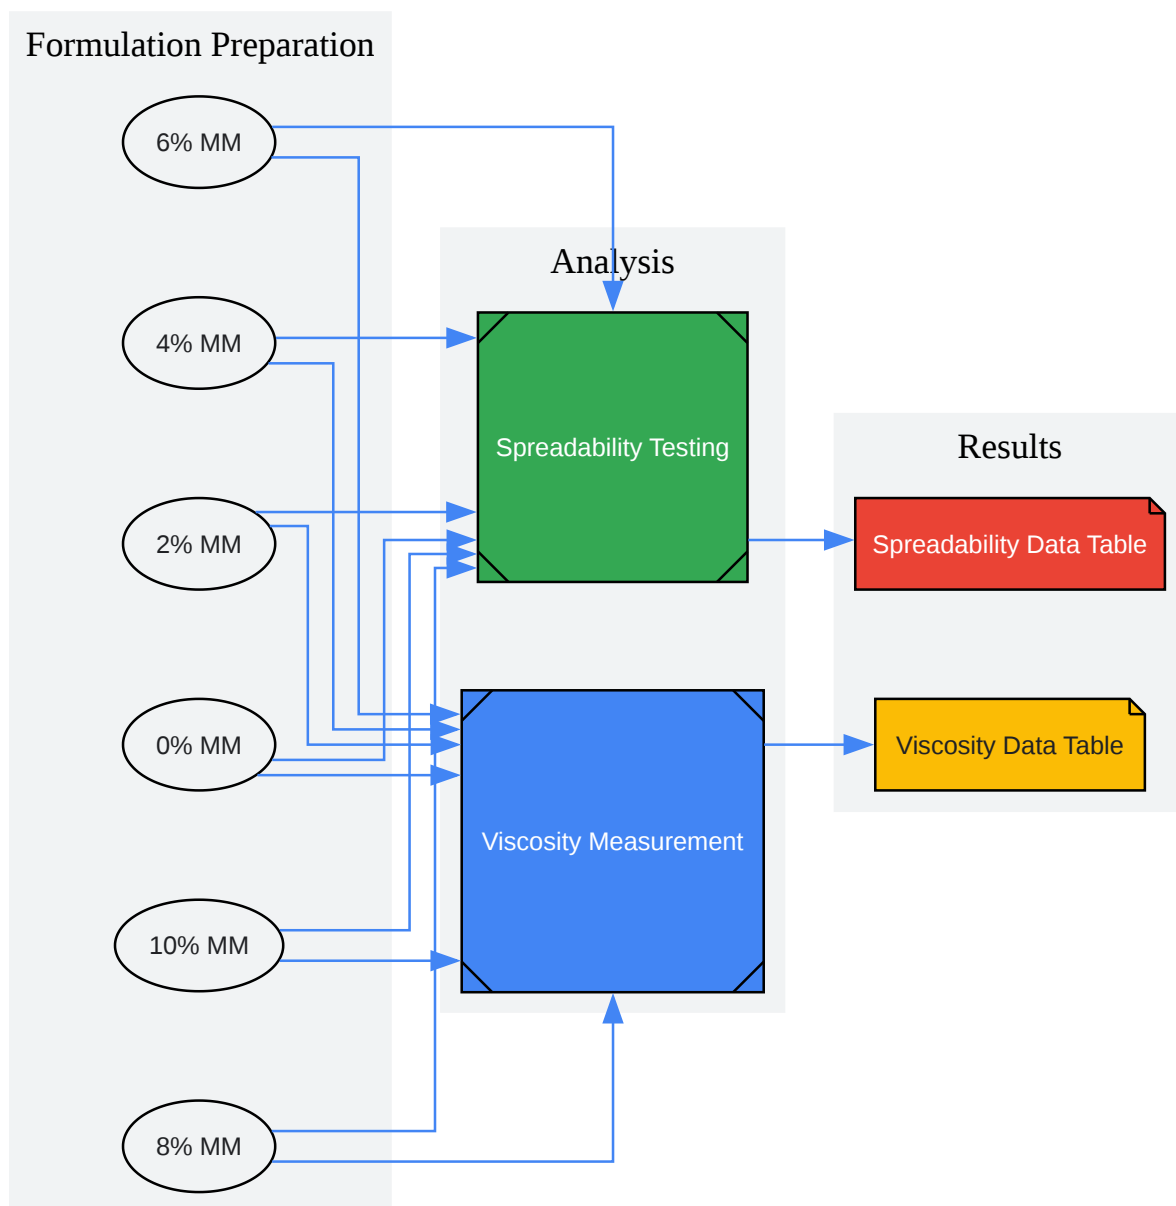 Formulation Preparation
6% MM
4% MM
2% MM
0% MM
10% MM
8% MM
Analysis
Spreadability Testing
Viscosity Measurement
Results
Spreadability Data Table
Viscosity Data Table